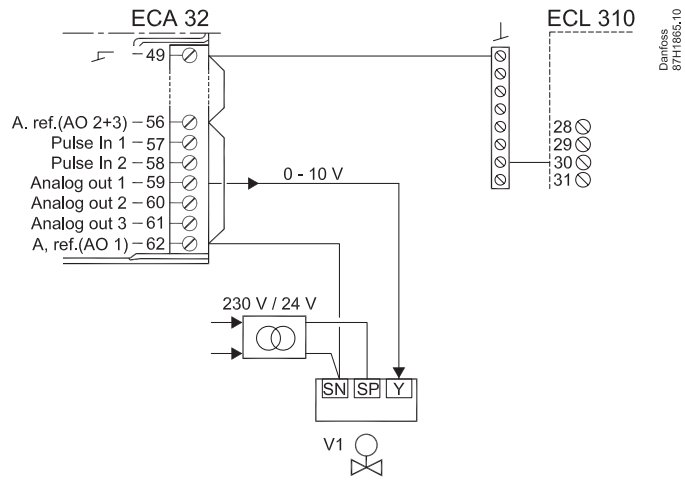 ECA 32
ECL 310
Danfoss
87H1865.10
49
A. ref.(AO 2+3) – 56
Pulse In 1 – 57
Pulse In 2 – 58
Analog out 1 – 59
Analog out 2 – 60
Analog out 3 – 61
A, ref.(AO 1) – 62
28
29
30
31
0 - 10 V
230 V / 24 V
SN SP Y
V1